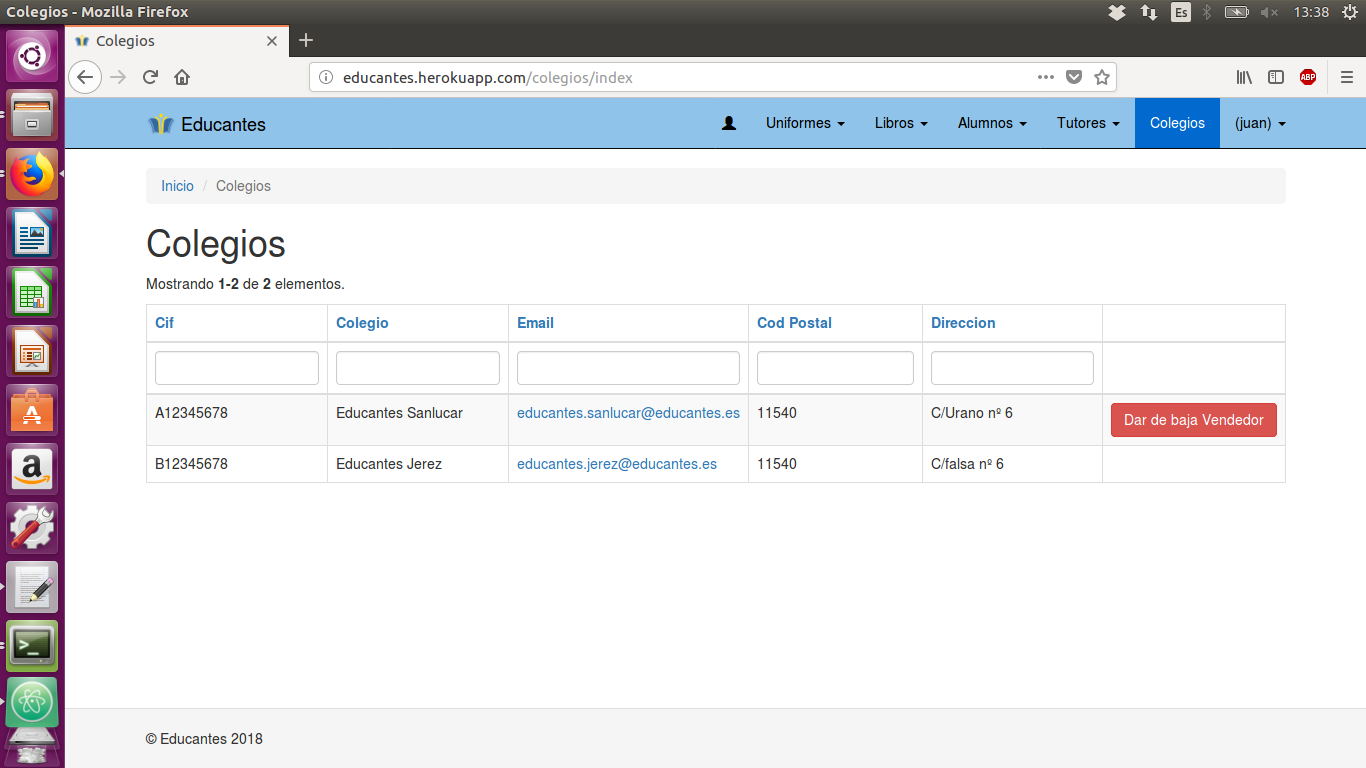 Colegios - Mozilla Firefox
Es
13:38
Colegios
educantes.herokuapp.com/colegios/index
ABP
Educantes
Uniformes
Libros
Alumnos
Tutores
Colegios
(juan)
Inicio / Colegios
Colegios
Mostrando 1-2 de 2 elementos.
Cif Colegio Email Cod Postal Direccion
A12345678 Educantes Sanlucar educantes.sanlucar@educantes.es 11540 C/Urano nº 6 Dar de baja Vendedor
B12345678 Educantes Jerez educantes.jerez@educantes.es 11540 C/falsa nº 6
© Educantes 2018